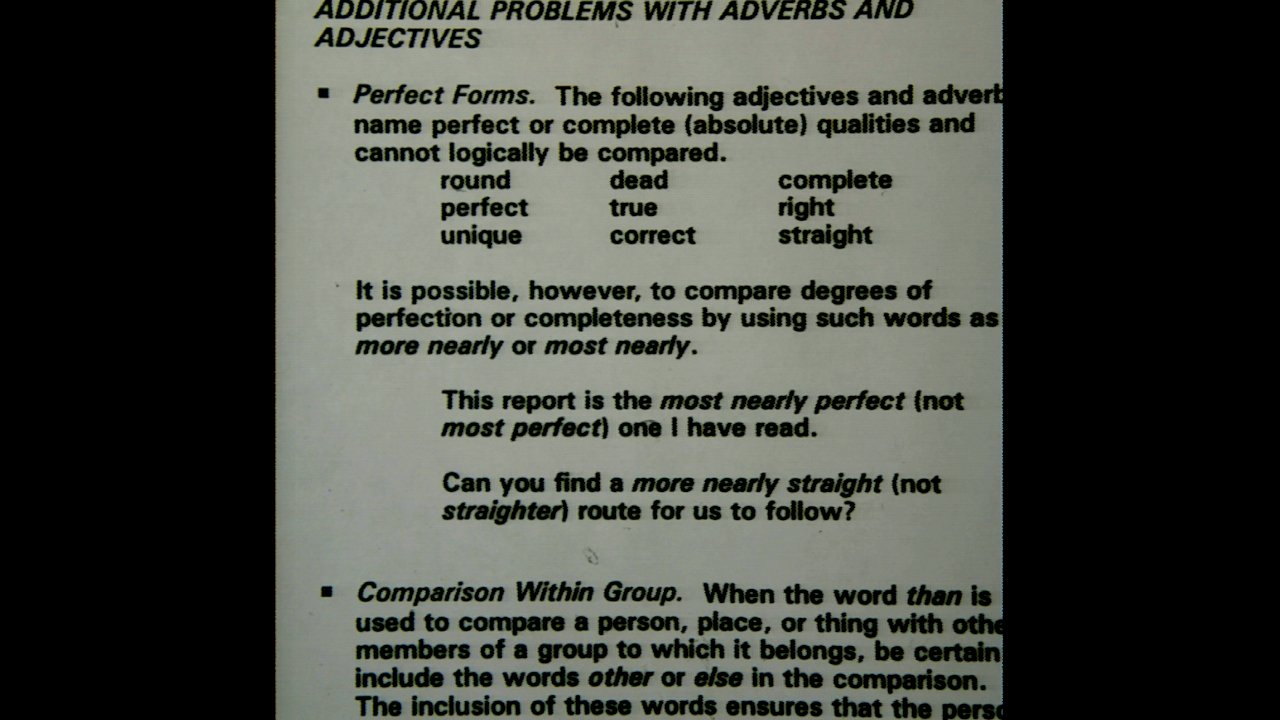 ADDITIONAL PROBLEMS WITH ADVERBS AND
ADJECTIVES
▪ Perfect Forms. The following adjectives and adverb
name perfect or complete (absolute) qualities and
cannot logically be compared.
round dead complete
perfect true right
unique correct straight
It is possible, however, to compare degrees of
perfection or completeness by using such words as
more nearly or most nearly.
This report is the most nearly perfect (not
most perfect) one I have read.
Can you find a more nearly straight (not
straighter) route for us to follow?
▪ Comparison Within Group. When the word than is
used to compare a person, place, or thing with othe
members of a group to which it belongs, be certain
include the words other or else in the comparison.
The inclusion of these words ensures that the perso